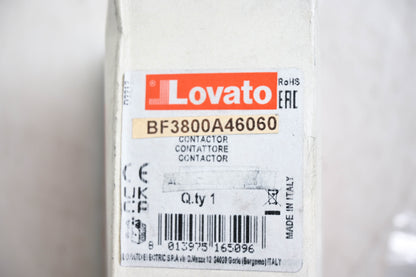 RoHS
Lovato
EAC
BF3800A46060
CONTACTOR
CONTATTORE
CONTACTOR
CE
UK
CA
Q.ty 1
MADE IN ITALY
8 013975 165096